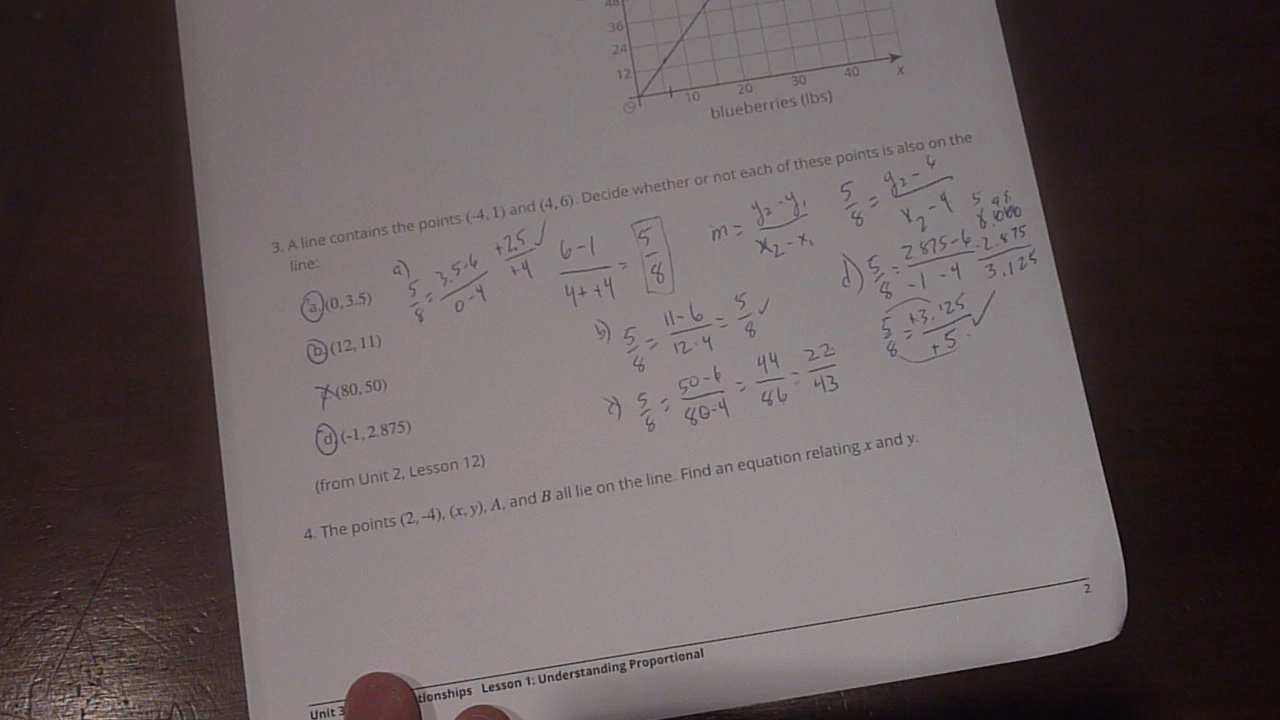 48
36
24
12
0
10 20 30 40 x
blueberries (lbs)
3. A line contains the points (-4, 1) and (4, 6). Decide whether or not each of these points is also on the
line:
a. (0, 3.5)
b. (12, 11)
(80, 50)
d. (-1, 2.875)
(from Unit 2, Lesson 12)
a) 5/8 = 3.5-6/0-4 +2.5/+4 ✓
6-1/4++4 = 5/8
m = y₂-y₁/x₂-x₁
5/8 = y₂-6/x₂-4
b) 5/8 = 11-6/12-4 = 5/8 ✓
c) 5/8 = 50-6/80-4 = 44/86 = 22/43
d) 5/8 = 2.875-6/-1-4
-2.875
3.125
5/8 = +3.125/+5 ✓
4. The points (2, -4), (x, y), A, and B all lie on the line. Find an equation relating x and y.
2
Unit 3 tionships Lesson 1: Understanding Proportional